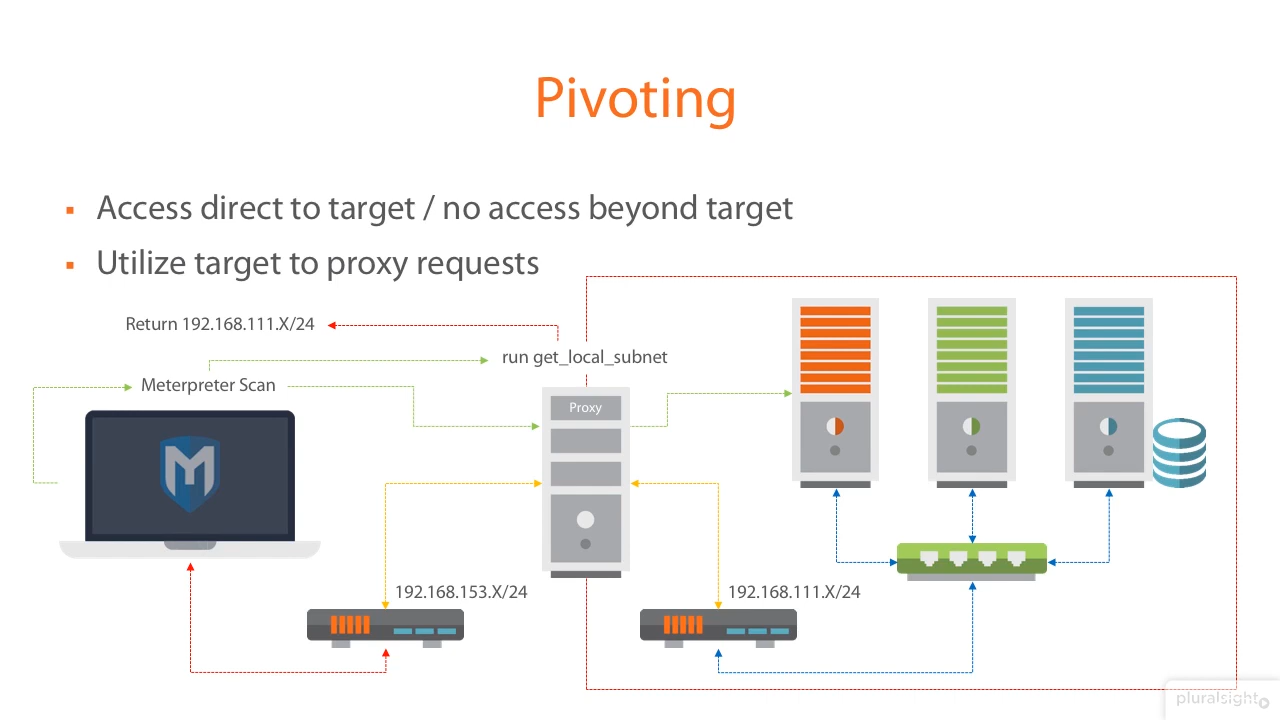 Pivoting
Access direct to target / no access beyond target
Utilize target to proxy requests
Return 192.168.111.X/24
run get_local_subnet
Meterpreter Scan
Proxy
M
192.168.153.X/24
192.168.111.X/24
pluralsight